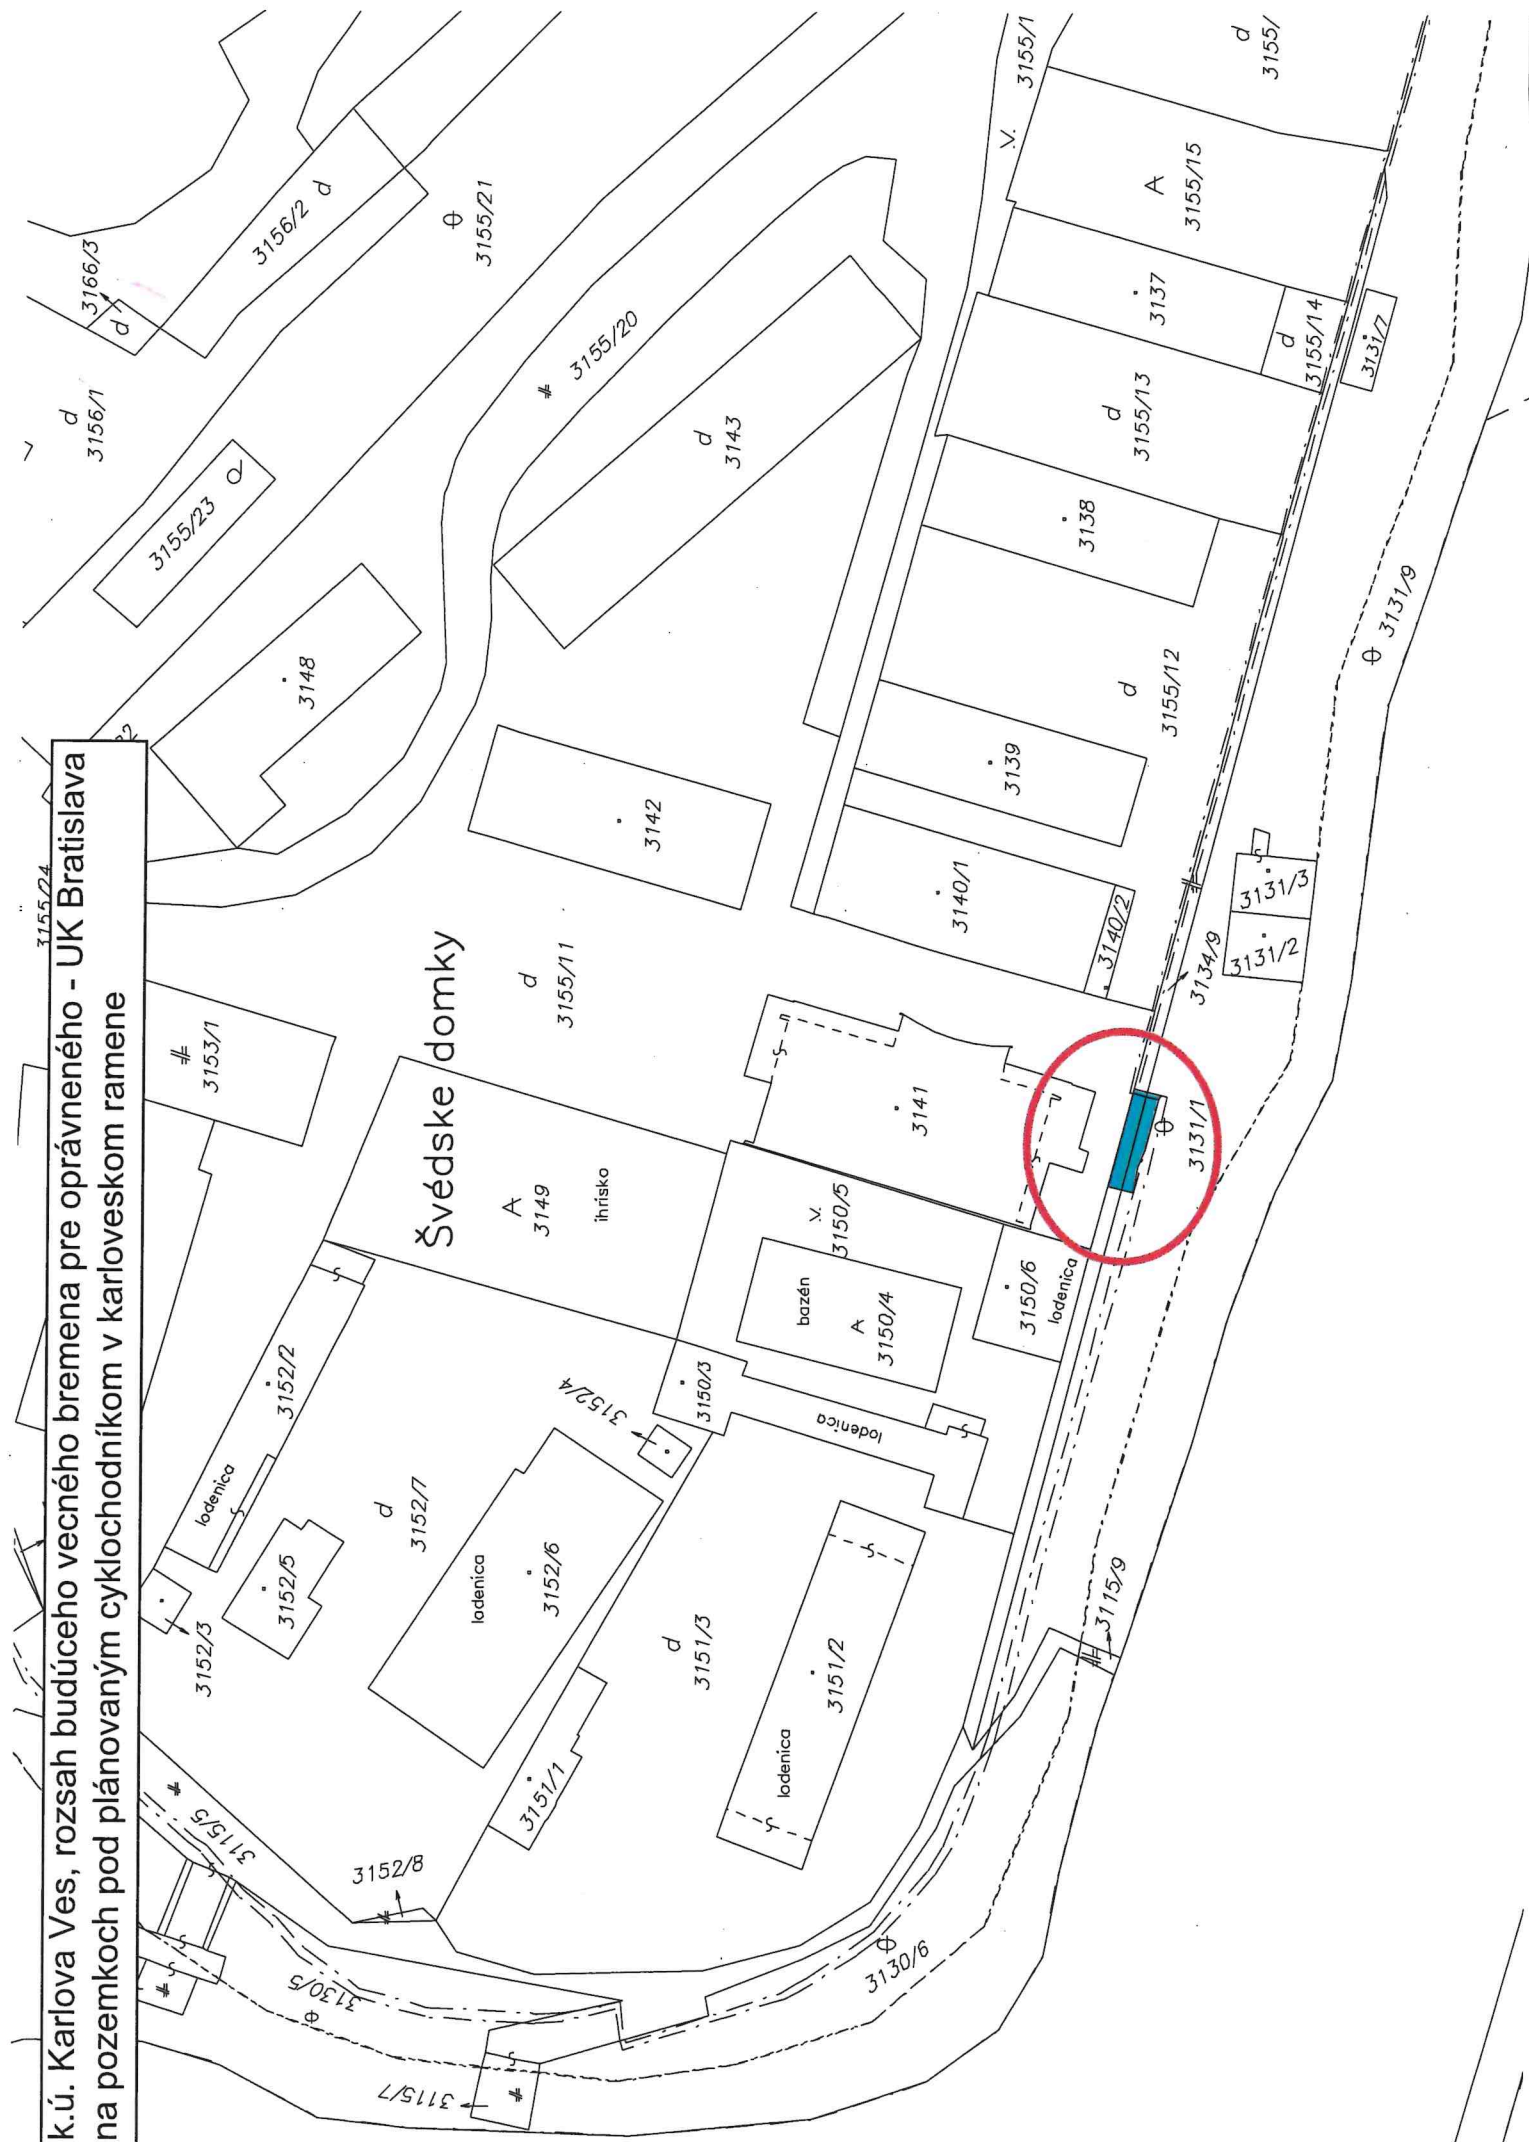 k.ú. Karlova Ves, rozsah budúceho vecného bremena pre oprávneného - UK Bratislava
na pozemkoch pod plánovaným cyklochodníkom v karloveskom ramene
3155/24
3166/3
d
3156/2 d
d
3156/1
3155/21
3155/23
3155/20
3148
d
3143
3142
3153/1
d
3155/11
Švédske domky
A
3149
ihrisko
3155/1
d
3155/
A
3155/15
3137
d
3155/14
3131/7
d
3155/13
3138
d
3155/12
3139
3140/1
3140/2
3131/9
3131/3
3131/2
3134/9
3141
3131/1
3150/5
bazén
A
3150/4
3150/6
lodenica
3150/3
lodenica
3152/4
3152/2
lodenica
3152/5
3152/3
d
3152/7
lodenica
3152/6
d
3151/3
3151/2
lodenica
3151/1
3152/8
3115/5
3130/5
3115/7
3130/6
3115/9